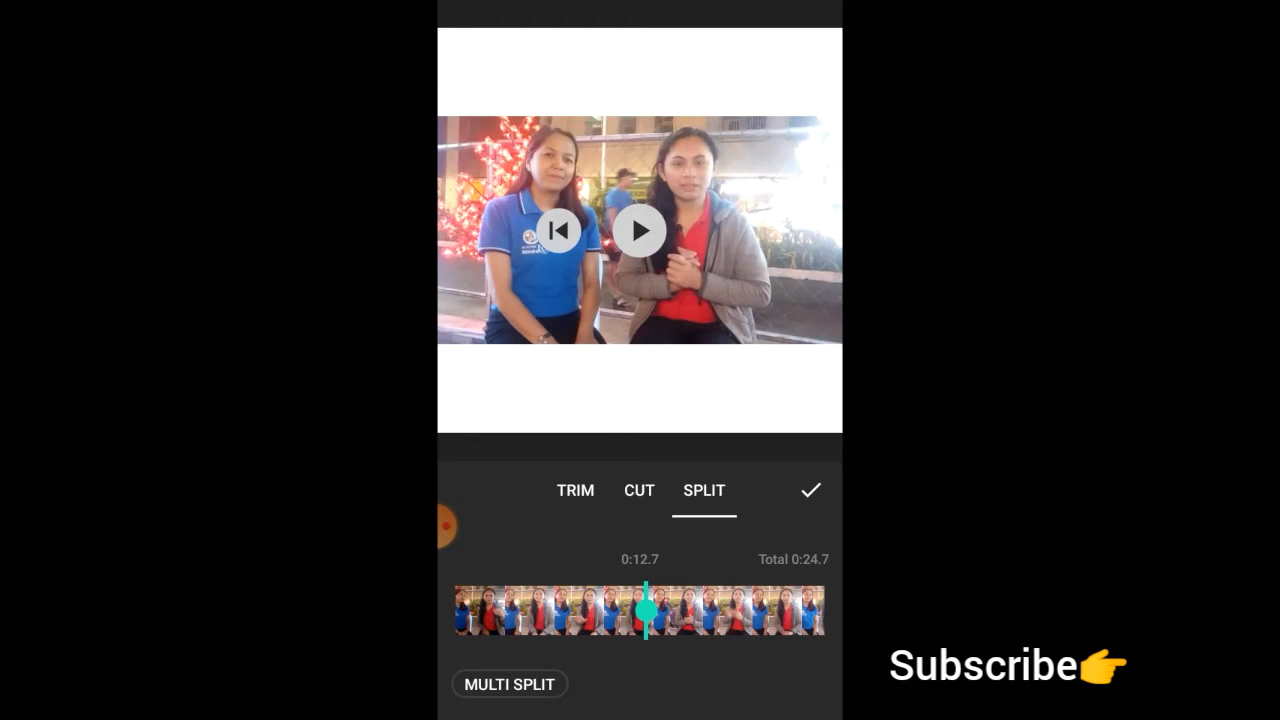 TRIM CUT SPLIT
0:12.7 Total 0:24.7
MULTI SPLIT
Subscribe👉